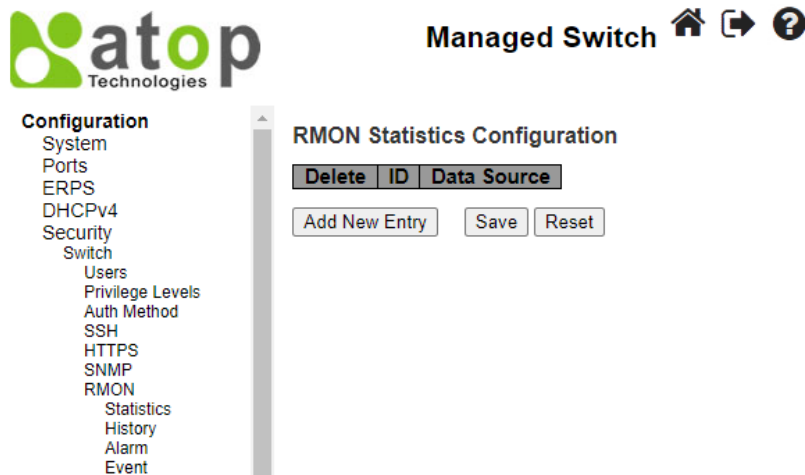 atop
Technologies
Managed Switch
Configuration
System
Ports
ERPS
DHCPv4
Security
Switch
Users
Privilege Levels
Auth Method
SSH
HTTPS
SNMP
RMON
Statistics
History
Alarm
Event
RMON Statistics Configuration
Delete ID Data Source
Add New Entry Save Reset